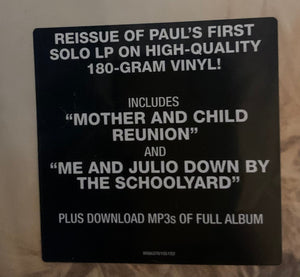 REISSUE OF PAUL'S FIRST
SOLO LP ON HIGH-QUALITY
180-GRAM VINYL!
INCLUDES
"MOTHER AND CHILD
REUNION"
AND
"ME AND JULIO DOWN BY
THE SCHOOLYARD"
PLUS DOWNLOAD MP3s OF FULL ALBUM